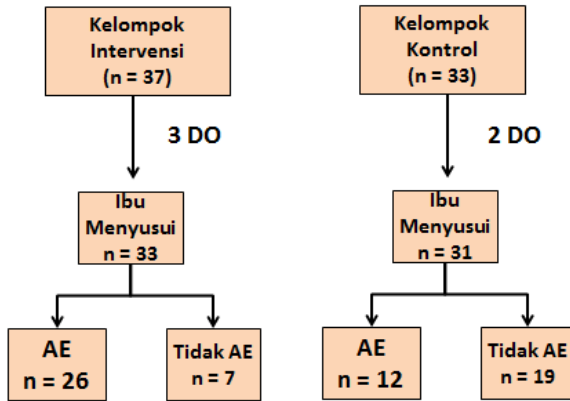 Kelompok
Intervensi
(n = 37)
3 DO
Ibu
Menyusui
n = 33
AE
n = 26
Tidak AE
n = 7
Kelompok
Kontrol
(n = 33)
2 DO
Ibu
Menyusui
n = 31
AE
n = 12
Tidak AE
n = 19